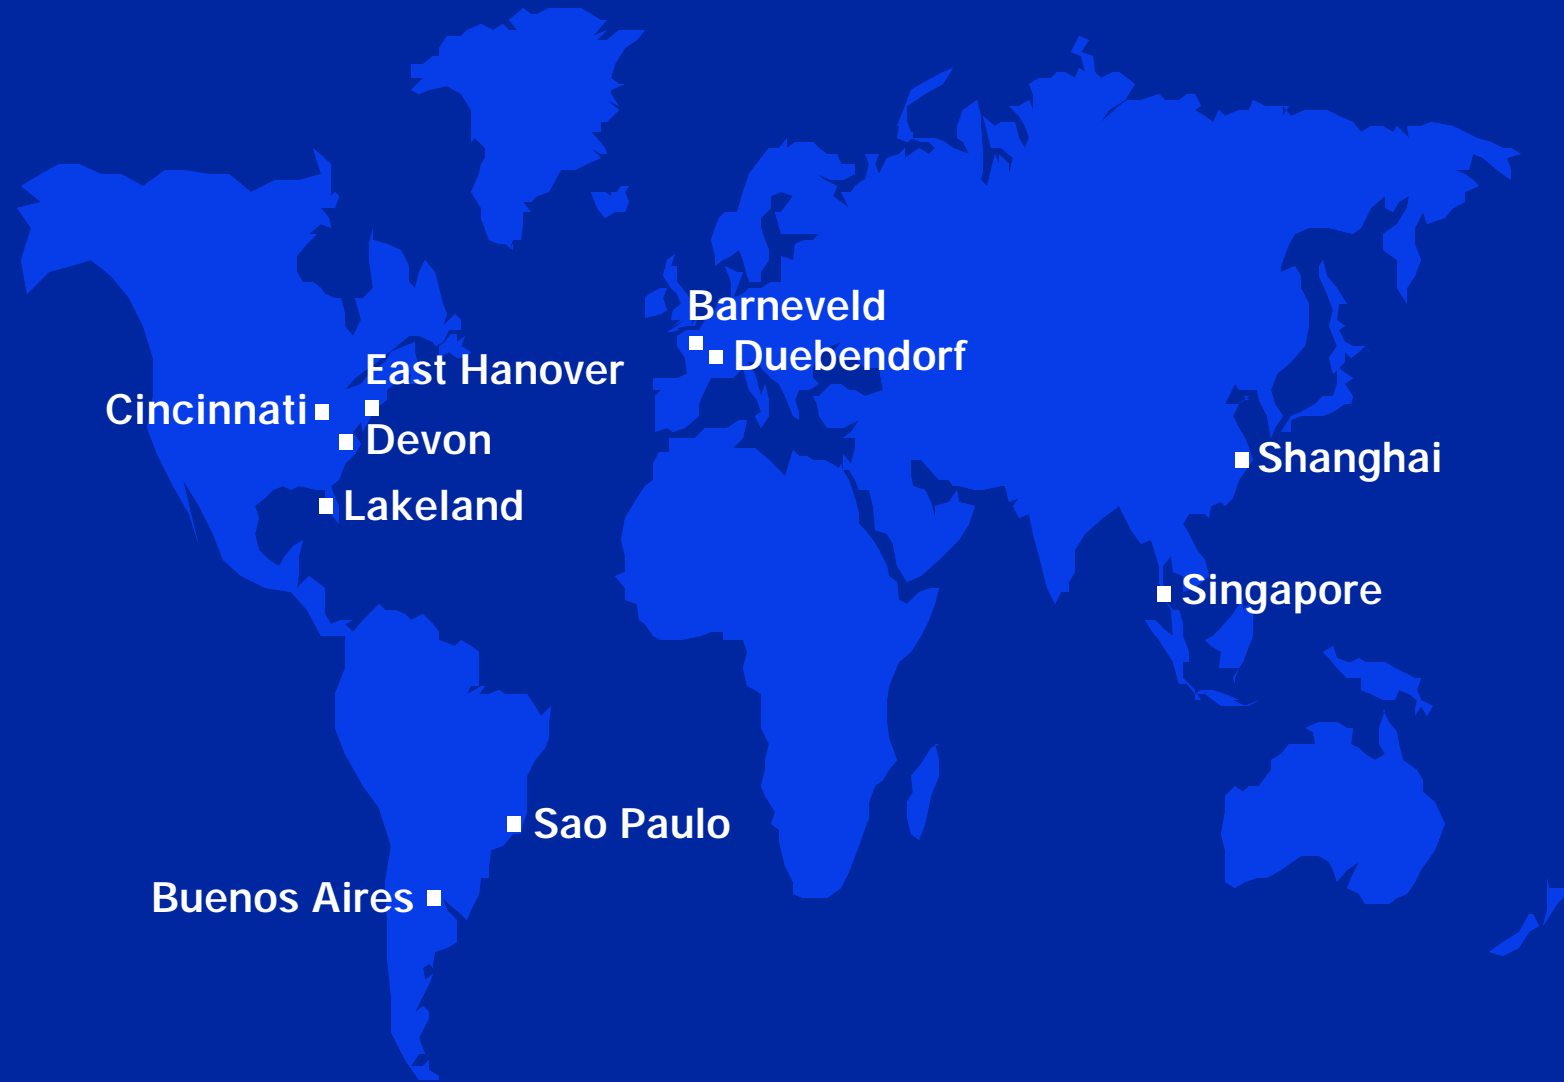 Barneveld
Duebendorf
East Hanover
Cincinnati
Devon
Shanghai
Lakeland
Singapore
Sao Paulo
Buenos Aires